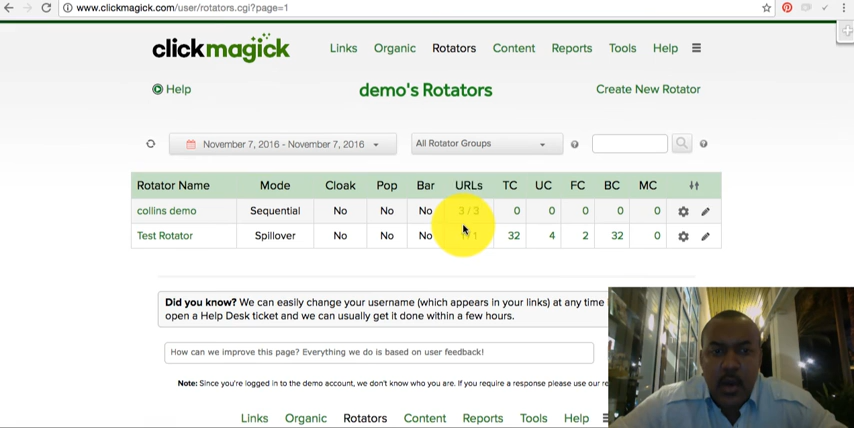 www.clickmagick.com/user/rotators.cgi?page=1
clickmagick
Links Organic Rotators Content Reports Tools Help
Help demo's Rotators Create New Rotator
November 7, 2016 - November 7, 2016 All Rotator Groups
Rotator Name Mode Cloak Pop Bar URLs TC UC FC BC MC
collins demo Sequential No No No 3 / 3 0 0 0 0 0
Test Rotator Spillover No No No 1 32 4 2 32 0
Did you know? We can easily change your username (which appears in your links) at any time
open a Help Desk ticket and we can usually get it done within a few hours.
How can we improve this page? Everything we do is based on user feedback!
Note: Since you're logged in to the demo account, we don't know who you are. If you require a response please use our re
Links Organic Rotators Content Reports Tools Help